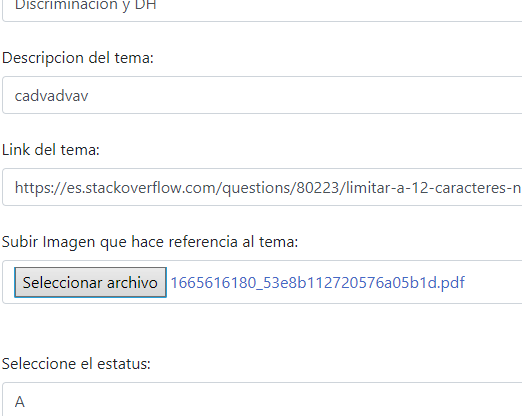 Discriminación y DH
Descripcion del tema:
cadvadvav
Link del tema:
https://es.stackoverflow.com/questions/80223/limitar-a-12-caracteres-n
Subir Imagen que hace referencia al tema:
Seleccionar archivo 1665616180_53e8b112720576a05b1d.pdf
Seleccione el estatus:
A